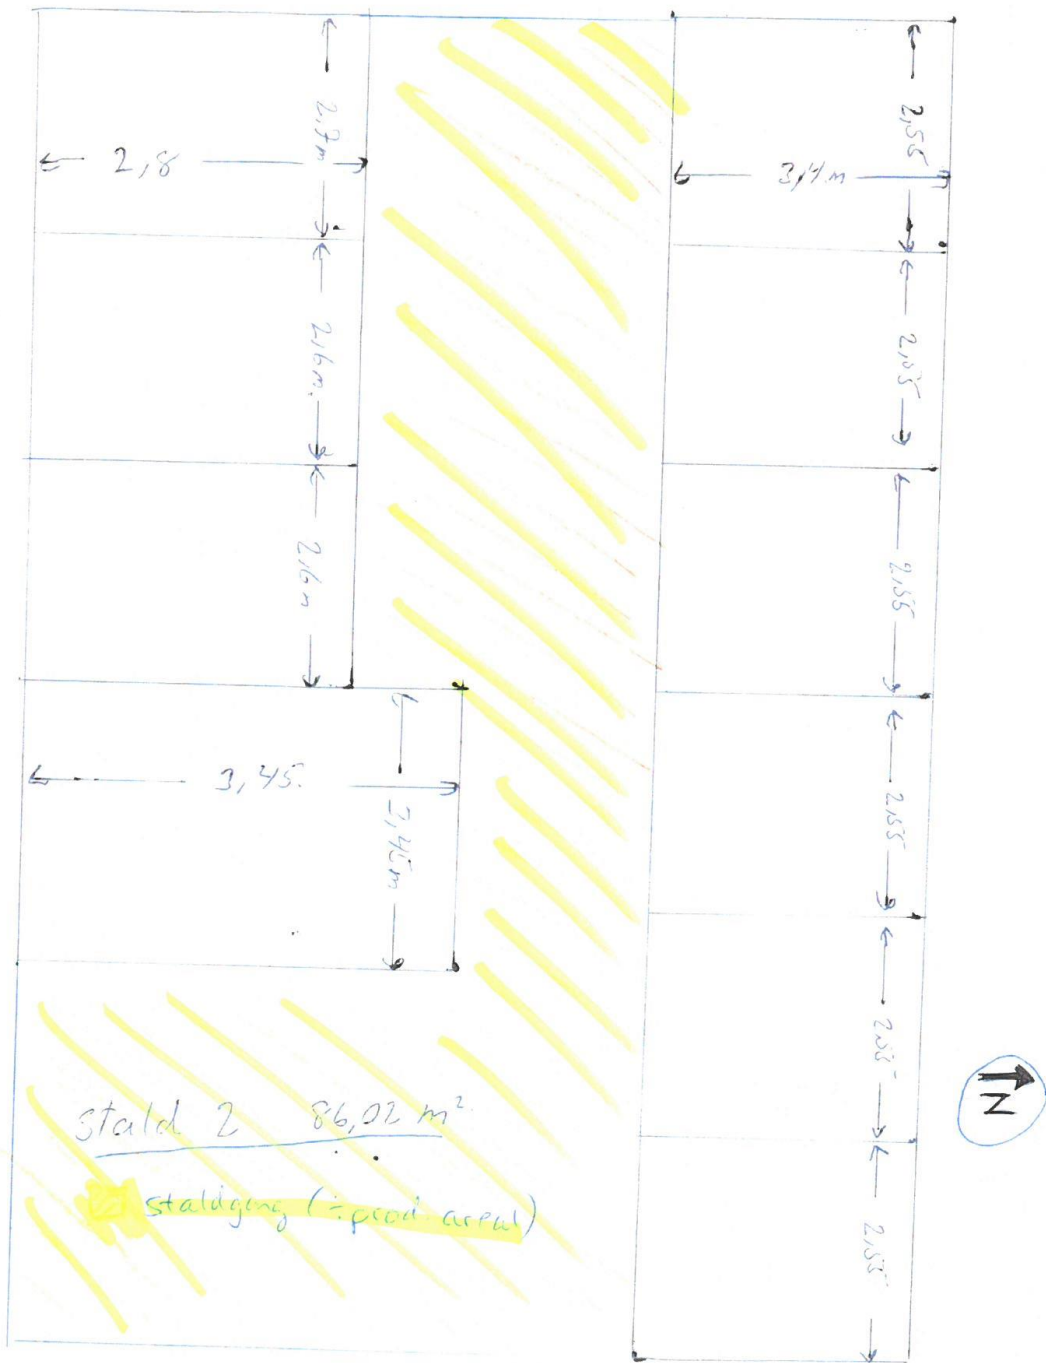 2,7m
2,55
2,8
3,4m
2,6m.
2,55
2,6m
2,55
3,45.
3,45m
2,55
2,55
N
stald 2 86,02 m²
staldgang (÷prod. areal)
2,55